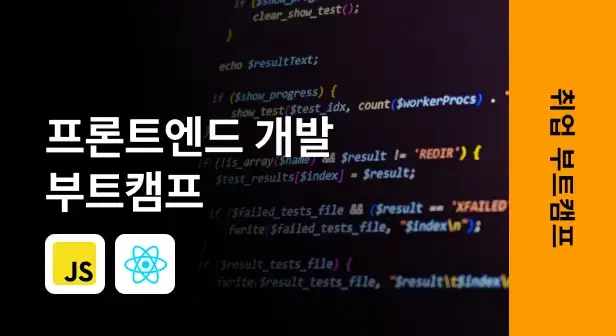 if ($show_prog
clear_show_test();
}
echo $resultText;
if ($show_progress) {
show_test($test_idx, count($workerProcs) . "
if (!is_array($name) && $result != 'REDIR') {
$test_results[$index] = $result;
프론트엔드 개발
부트캠프
if ($failed_tests_file && ($result == 'XFAILED'
fwrite($failed_tests_file, "$index\n");
}
if ($result_tests_file) {
fwrite($result_tests_file, "$result\t$index\
JS
취업 부트캠프